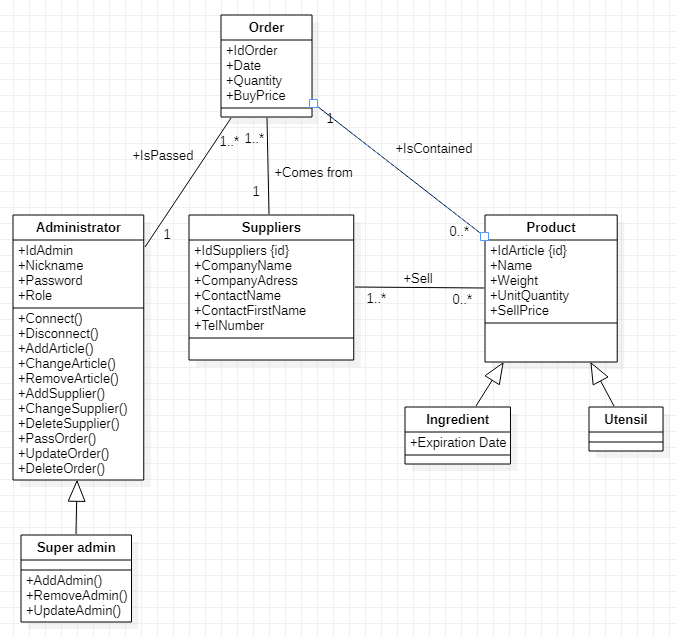 Order
+IdOrder
+Date
+Quantity
+BuyPrice
1
1..* 1..*
+IsPassed
+IsContained
+Comes from
1
1
0..*
Administrator
+IdAdmin
+Nickname
+Password
+Role
+Connect()
+Disconnect()
+AddArticle()
+ChangeArticle()
+RemoveArticle()
+AddSupplier()
+ChangeSupplier()
+DeleteSupplier()
+PassOrder()
+UpdateOrder()
+DeleteOrder()
Suppliers
+IdSuppliers {id}
+CompanyName
+CompanyAdress
+ContactName
+ContactFirstName
+TelNumber
+Sell
1..*
0..*
Product
+IdArticle {id}
+Name
+Weight
+UnitQuantity
+SellPrice
Ingredient
+Expiration Date
Utensil
Super admin
+AddAdmin()
+RemoveAdmin()
+UpdateAdmin()